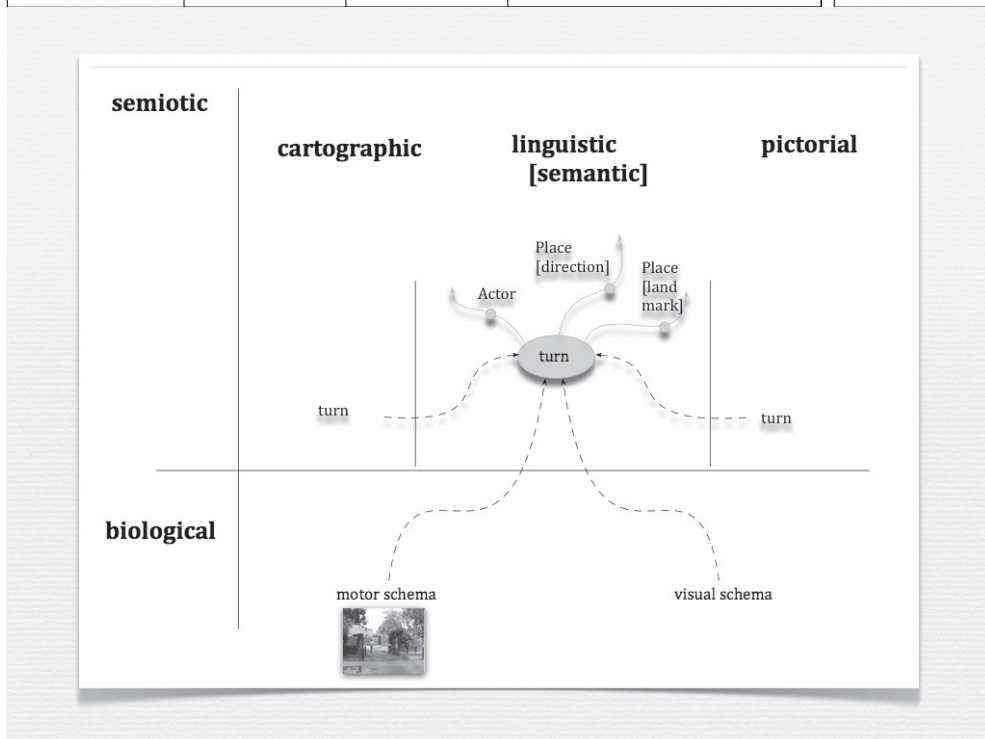 semiotic
cartographic
linguistic
[semantic]
pictorial
Place
[direction]
Place
[land
mark]
Actor
turn
turn
turn
biological
motor schema
visual schema